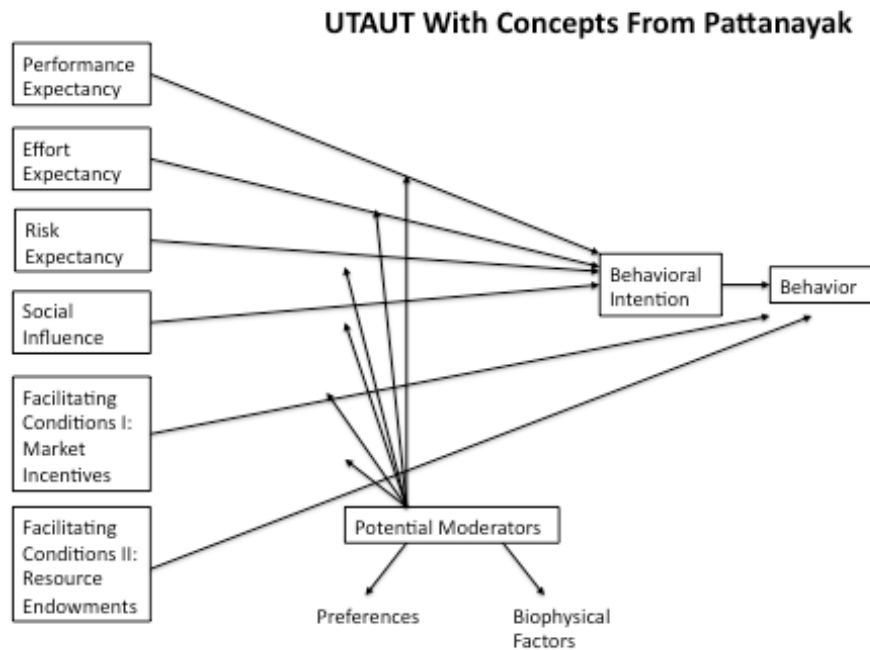 UTAUT With Concepts From Pattanayak
Performance
Expectancy
Effort
Expectancy
Risk
Expectancy
Social
Influence
Facilitating
Conditions I:
Market
Incentives
Facilitating
Conditions II:
Resource
Endowments
Behavioral
Intention
Behavior
Potential Moderators
Preferences
Biophysical
Factors